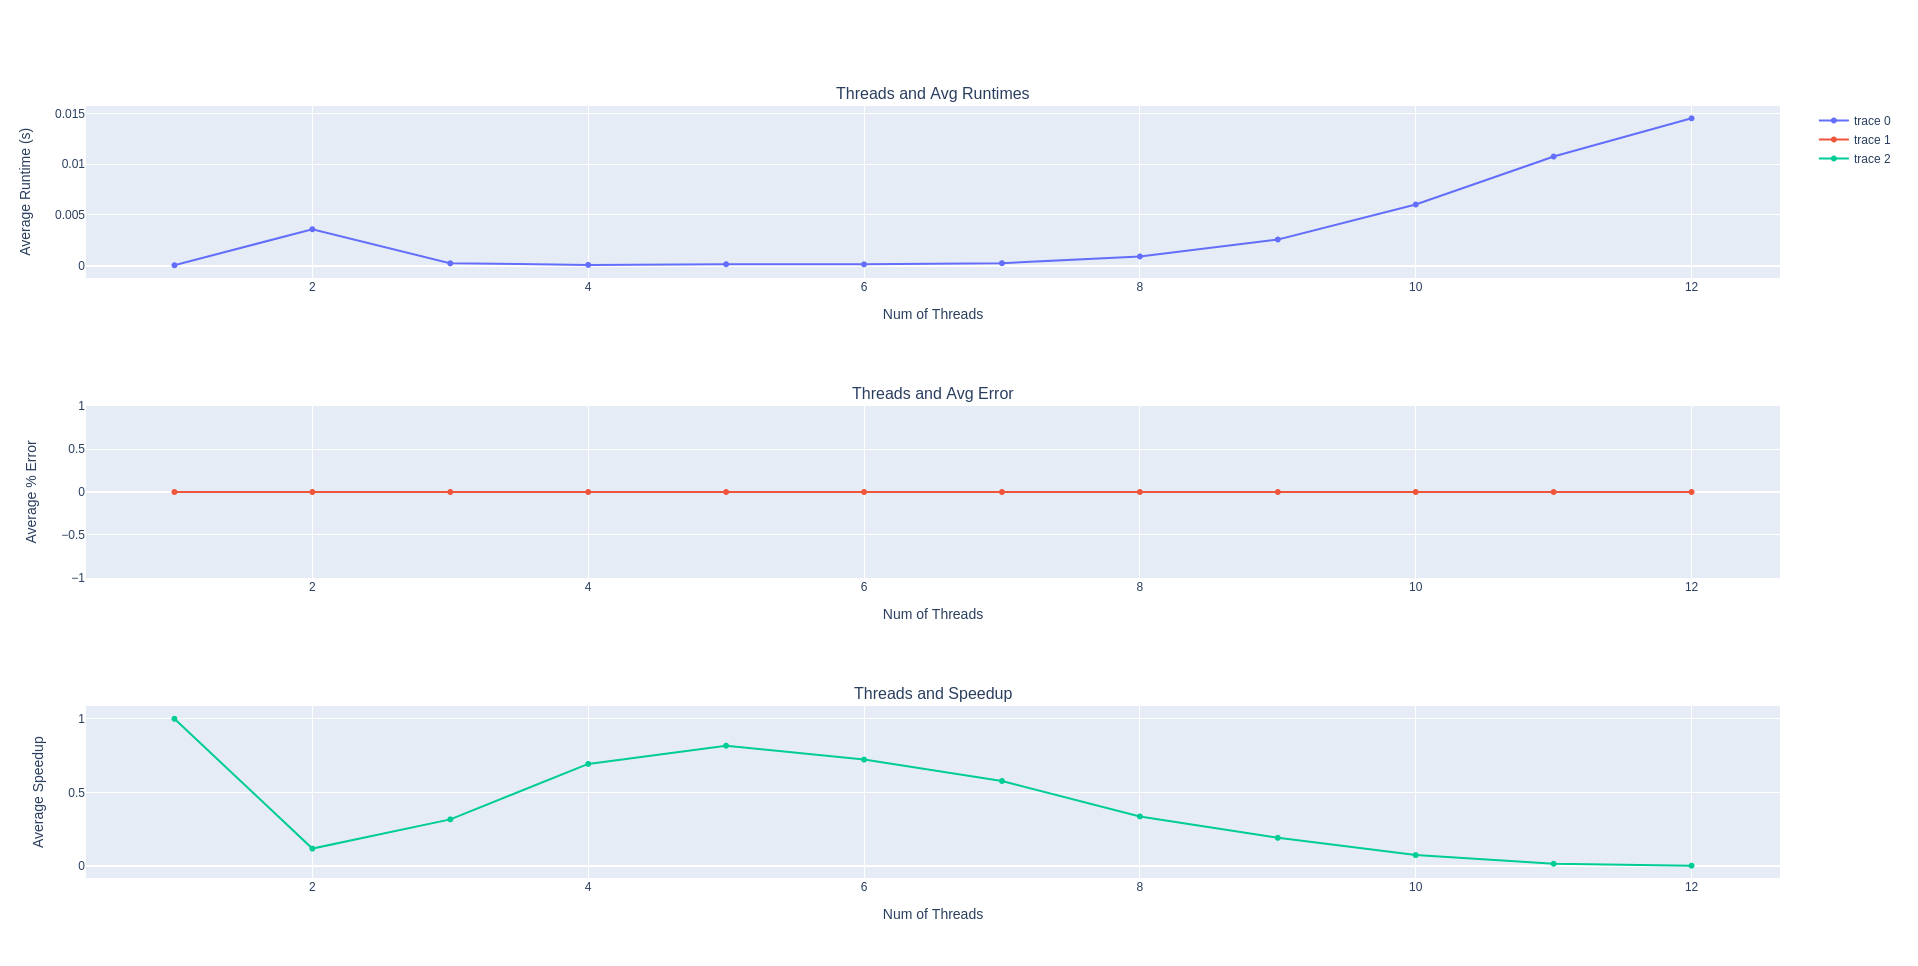 Threads and Avg Runtimes
Average Runtime (s)
0.015
0.01
0.005
0
2 4 6 8 10 12
Num of Threads
trace 0
trace 1
trace 2
Threads and Avg Error
Average % Error
1
0.5
0
−0.5
−1
2 4 6 8 10 12
Num of Threads
Threads and Speedup
Average Speedup
1
0.5
0
2 4 6 8 10 12
Num of Threads